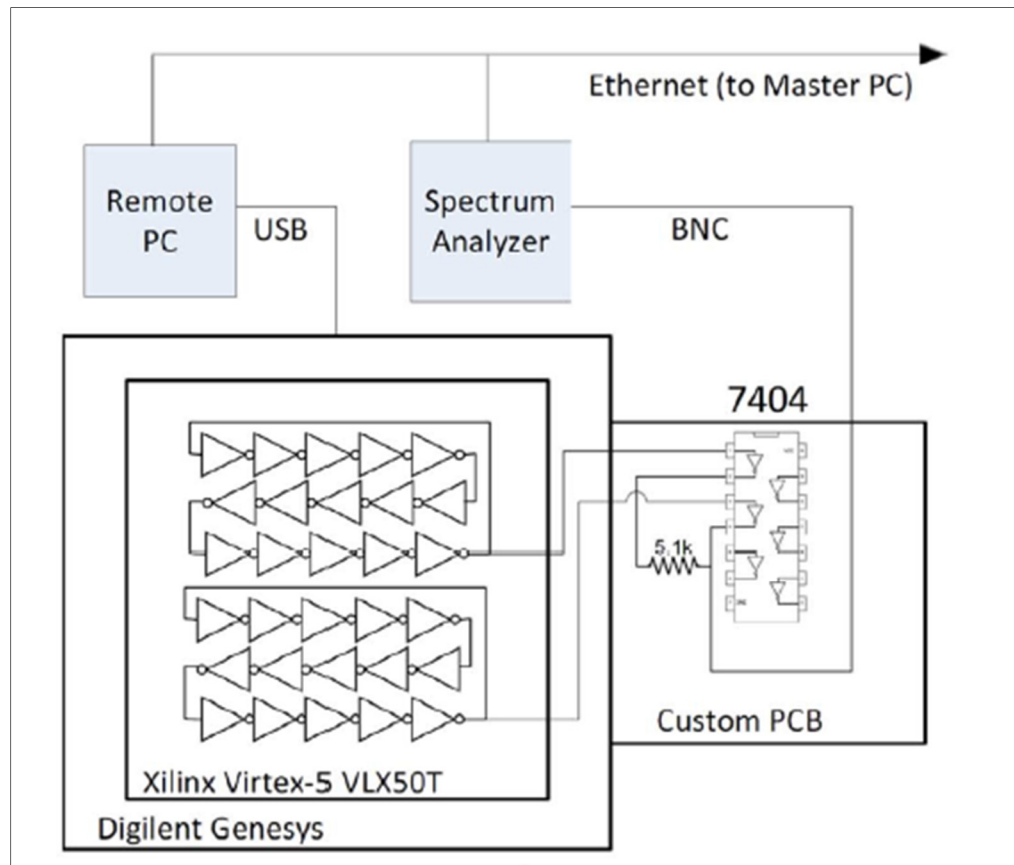 Ethernet (to Master PC)
Remote
PC
USB
Spectrum
Analyzer
BNC
7404
5.1k
Custom PCB
Xilinx Virtex-5 VLX50T
Digilent Genesys